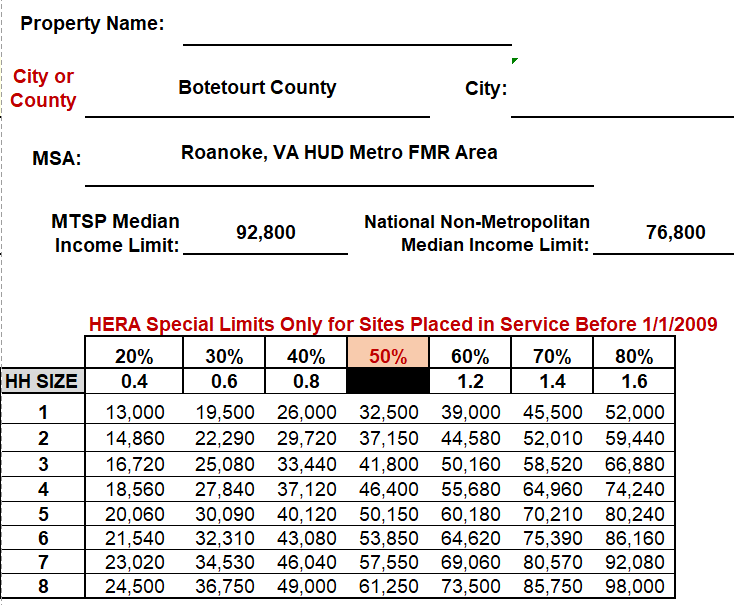 Property Name:
City or
County
Botetourt County
City:
MSA:
Roanoke, VA HUD Metro FMR Area
MTSP Median
Income Limit:
92,800
National Non-Metropolitan
Median Income Limit:
76,800
HERA Special Limits Only for Sites Placed in Service Before 1/1/2009
20% 30% 40% 50% 60% 70% 80%
HH SIZE 0.4 0.6 0.8 1.2 1.4 1.6
1 13,000 19,500 26,000 32,500 39,000 45,500 52,000
2 14,860 22,290 29,720 37,150 44,580 52,010 59,440
3 16,720 25,080 33,440 41,800 50,160 58,520 66,880
4 18,560 27,840 37,120 46,400 55,680 64,960 74,240
5 20,060 30,090 40,120 50,150 60,180 70,210 80,240
6 21,540 32,310 43,080 53,850 64,620 75,390 86,160
7 23,020 34,530 46,040 57,550 69,060 80,570 92,080
8 24,500 36,750 49,000 61,250 73,500 85,750 98,000